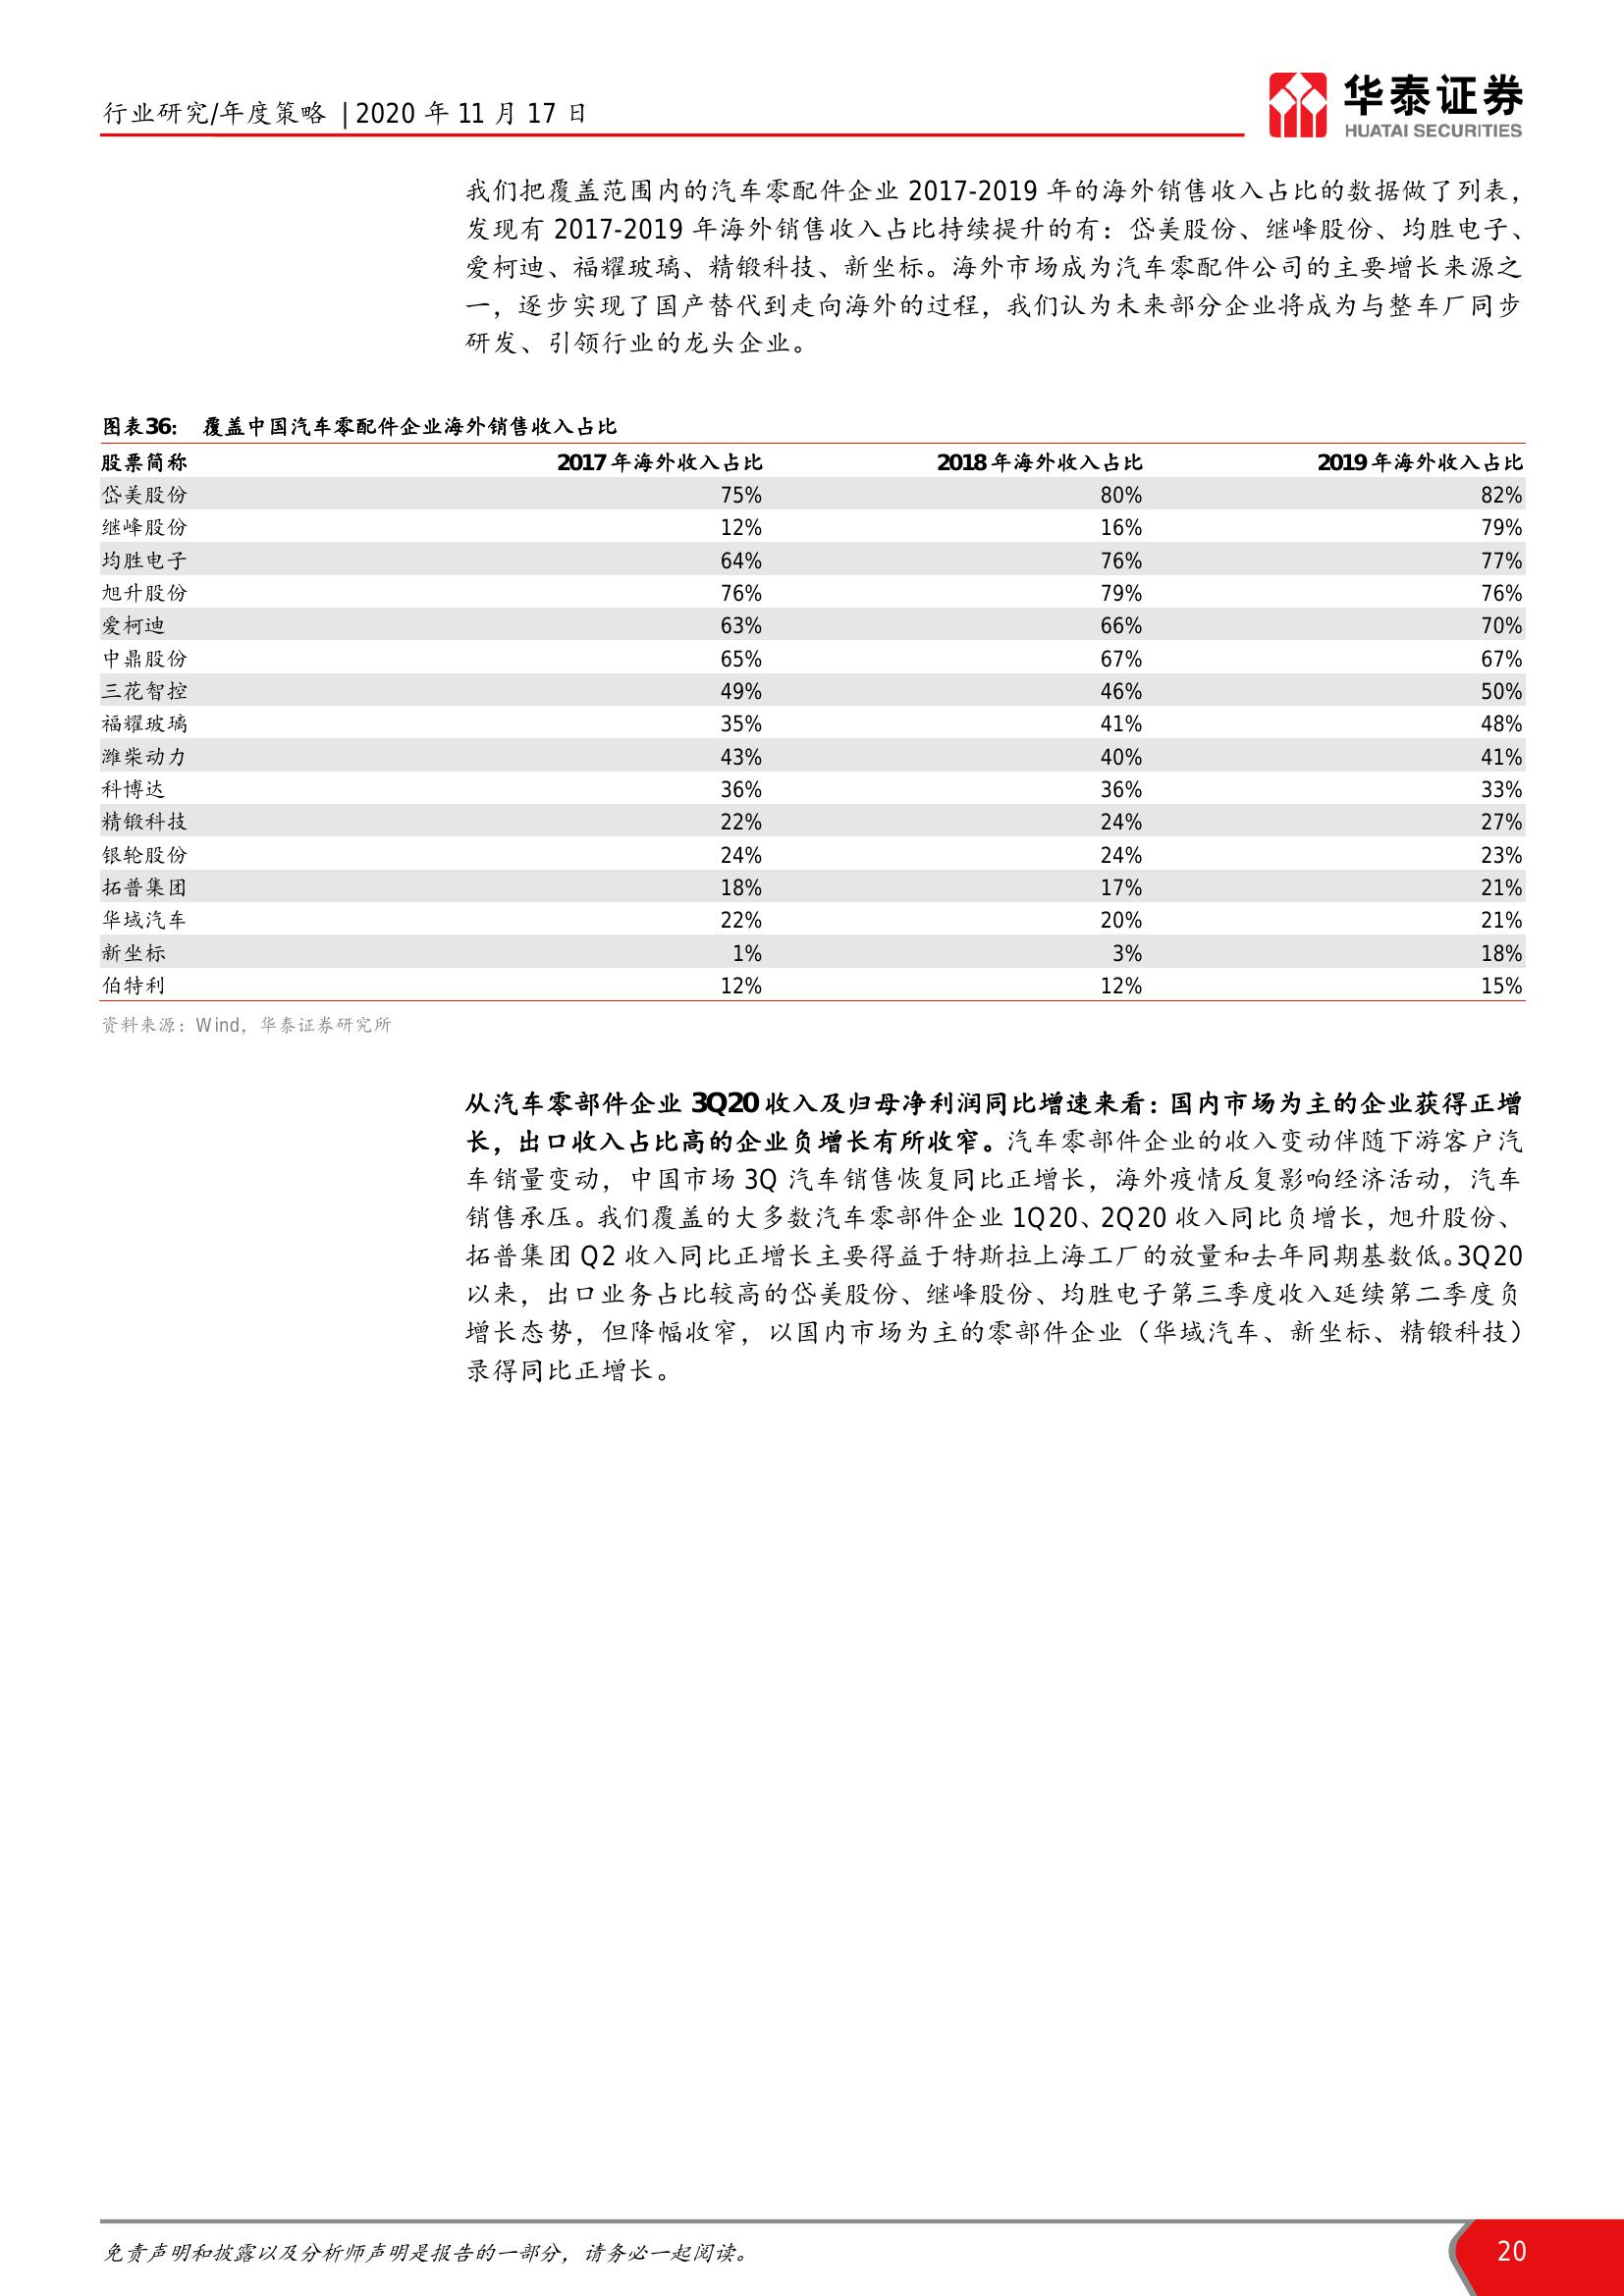 行业研究/年度策略 | 2020 年 11 月 17 日
华泰证券
HUATAI SECURITIES
我们把覆盖范围内的汽车零配件企业 2017-2019 年的海外销售收入占比的数据做了列表，
发现有 2017-2019 年海外销售收入占比持续提升的有：岱美股份、继峰股份、均胜电子、
爱柯迪、福耀玻璃、精锻科技、新坐标。海外市场成为汽车零配件公司的主要增长来源之
一，逐步实现了国产替代到走向海外的过程，我们认为未来部分企业将成为与整车厂同步
研发、引领行业的龙头企业。
图表36： 覆盖中国汽车零配件企业海外销售收入占比
股票简称 2017 年海外收入占比 2018 年海外收入占比 2019 年海外收入占比
岱美股份 75% 80% 82%
继峰股份 12% 16% 79%
均胜电子 64% 76% 77%
旭升股份 76% 79% 76%
爱柯迪 63% 66% 70%
中鼎股份 65% 67% 67%
三花智控 49% 46% 50%
福耀玻璃 35% 41% 48%
潍柴动力 43% 40% 41%
科博达 36% 36% 33%
精锻科技 22% 24% 27%
银轮股份 24% 24% 23%
拓普集团 18% 17% 21%
华域汽车 22% 20% 21%
新坐标 1% 3% 18%
伯特利 12% 12% 15%
资料来源：Wind，华泰证券研究所
从汽车零部件企业 3Q20 收入及归母净利润同比增速来看：国内市场为主的企业获得正增
长，出口收入占比高的企业负增长有所收窄。汽车零部件企业的收入变动伴随下游客户汽
车销量变动，中国市场 3Q 汽车销售恢复同比正增长，海外疫情反复影响经济活动，汽车
销售承压。我们覆盖的大多数汽车零部件企业 1Q20、2Q20 收入同比负增长，旭升股份、
拓普集团 Q2 收入同比正增长主要得益于特斯拉上海工厂的放量和去年同期基数低。3Q20
以来，出口业务占比较高的岱美股份、继峰股份、均胜电子第三季度收入延续第二季度负
增长态势，但降幅收窄，以国内市场为主的零部件企业（华域汽车、新坐标、精锻科技）
录得同比正增长。
免责声明和披露以及分析师声明是报告的一部分，请务必一起阅读。
20